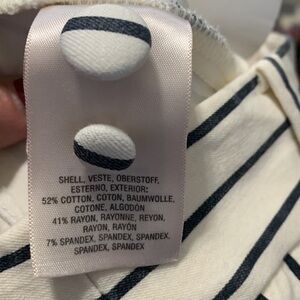 SHELL, VESTE, OBERSTOFF,
ESTERNO, EXTERIOR:
52% COTTON, COTON, BAUMWOLLE,
COTONE, ALGODÓN
41% RAYON, RAYONNE, REYON,
RAYON, RAYÓN
7% SPANDEX, SPANDEX, SPANDEX,
SPANDEX, SPANDEX